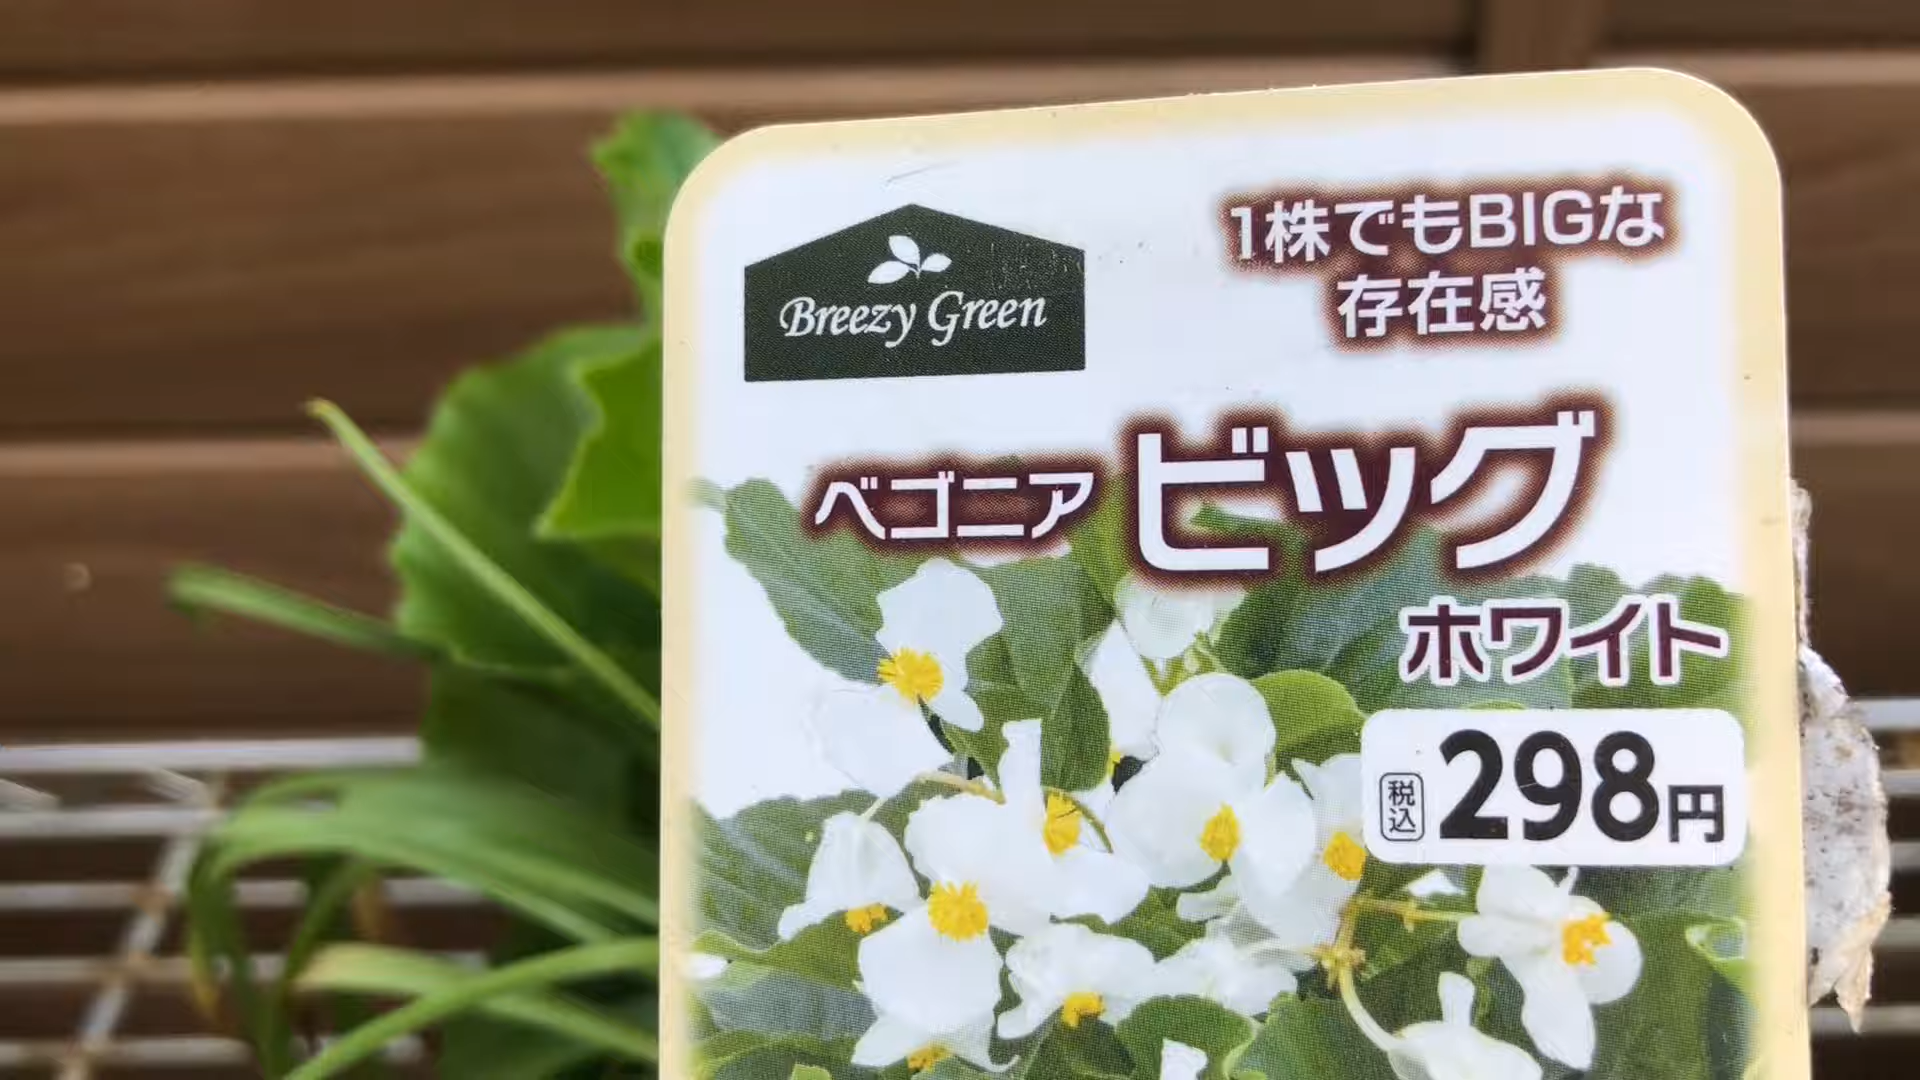 Breezy Green
1株でもBIGな
存在感
ベゴニア ビッグ
ホワイト
税込 298円